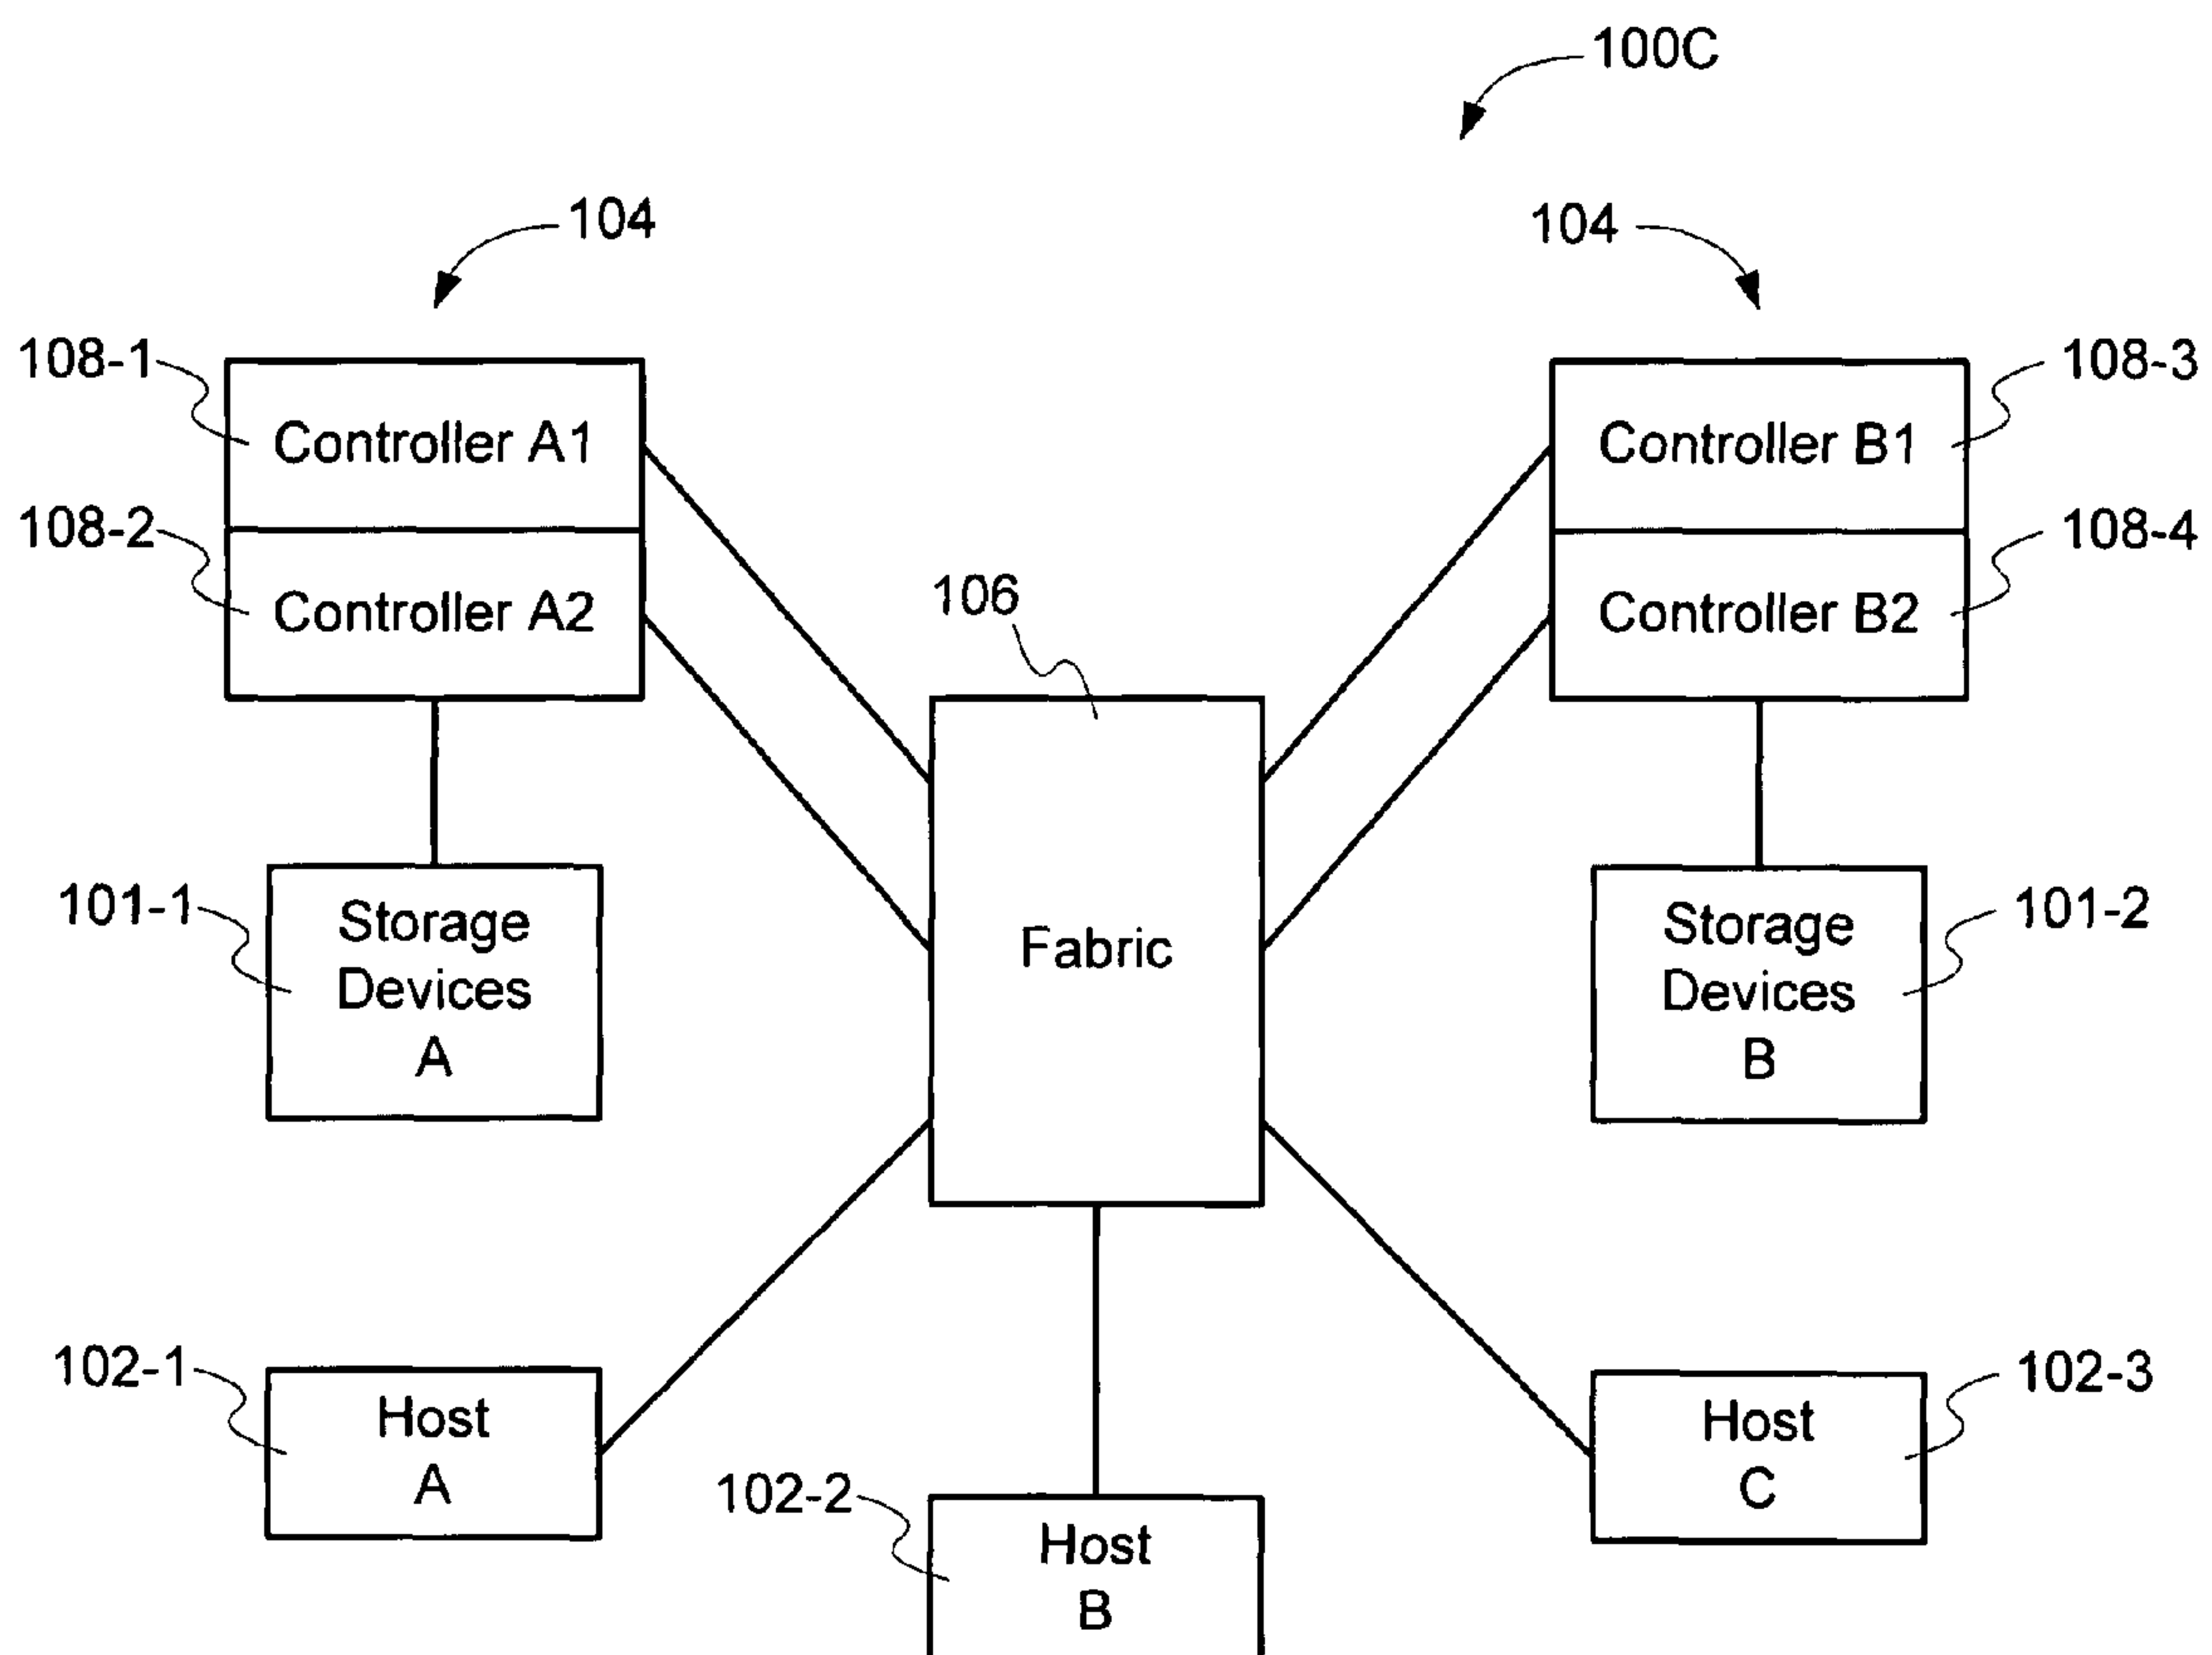 100C
104
104
108-1
Controller A1
108-2
Controller A2
108-3
Controller B1
108-4
Controller B2
106
Fabric
101-1
Storage
Devices
A
101-2
Storage
Devices
B
102-1
Host
A
102-2
Host
B
102-3
Host
C